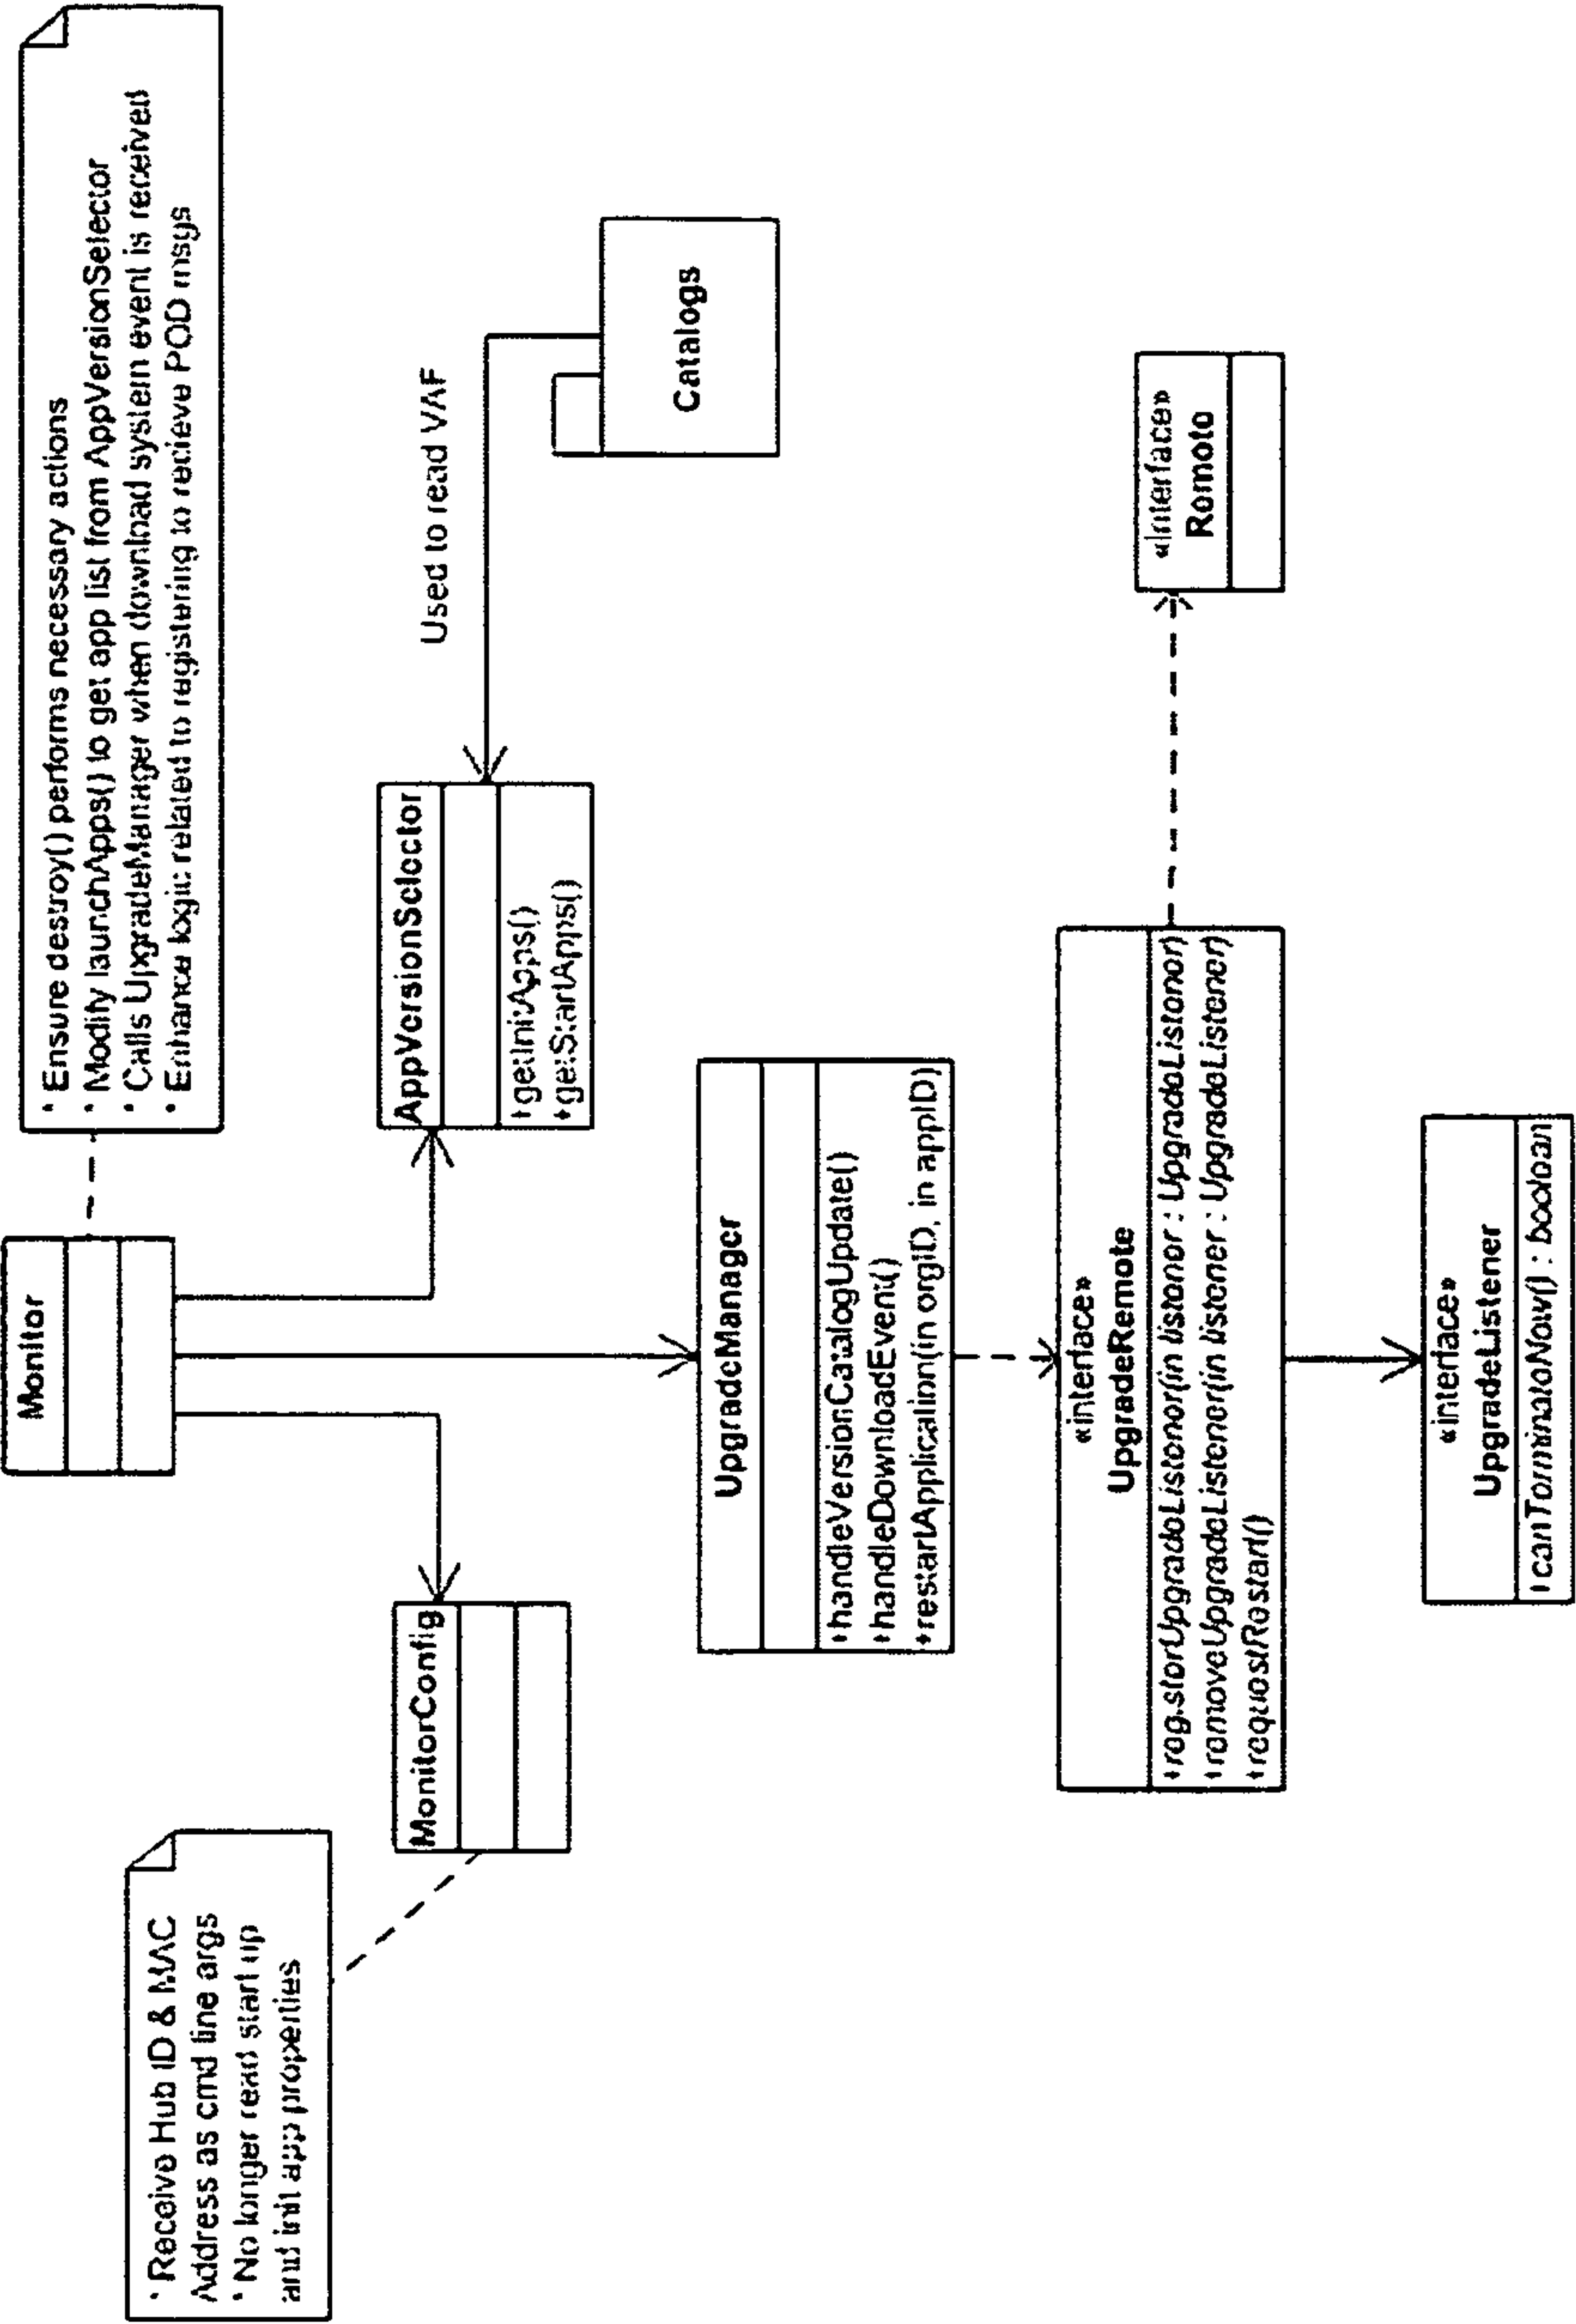 * Receive Hub ID & MAC
Address as cmd line args
* No longer read start up
and init app properties
Monitor
* Ensure destroy() performs necessary actions
* Modify launchApps() to get app list from AppVersionSelector
* Calls UpgradeManager when download system event is received
* Enhance logic related to registering to recieve POD msgs
MonitorConfig
AppVersionSelector
+getInitApps()
+getStartApps()
Used to read VAF
Catalogs
UpgradeManager
+handleVersionCatalogUpdate()
+handleDownloadEvent()
+restartApplication(in orgID, in appID)
«interface»
UpgradeRemote
+registerUpgradeListener(in listener : UpgradeListener)
+removeUpgradeListener(in listener : UpgradeListener)
+requestRestart()
«interface»
Remote
«interface»
UpgradeListener
+canTerminateNow() : boolean